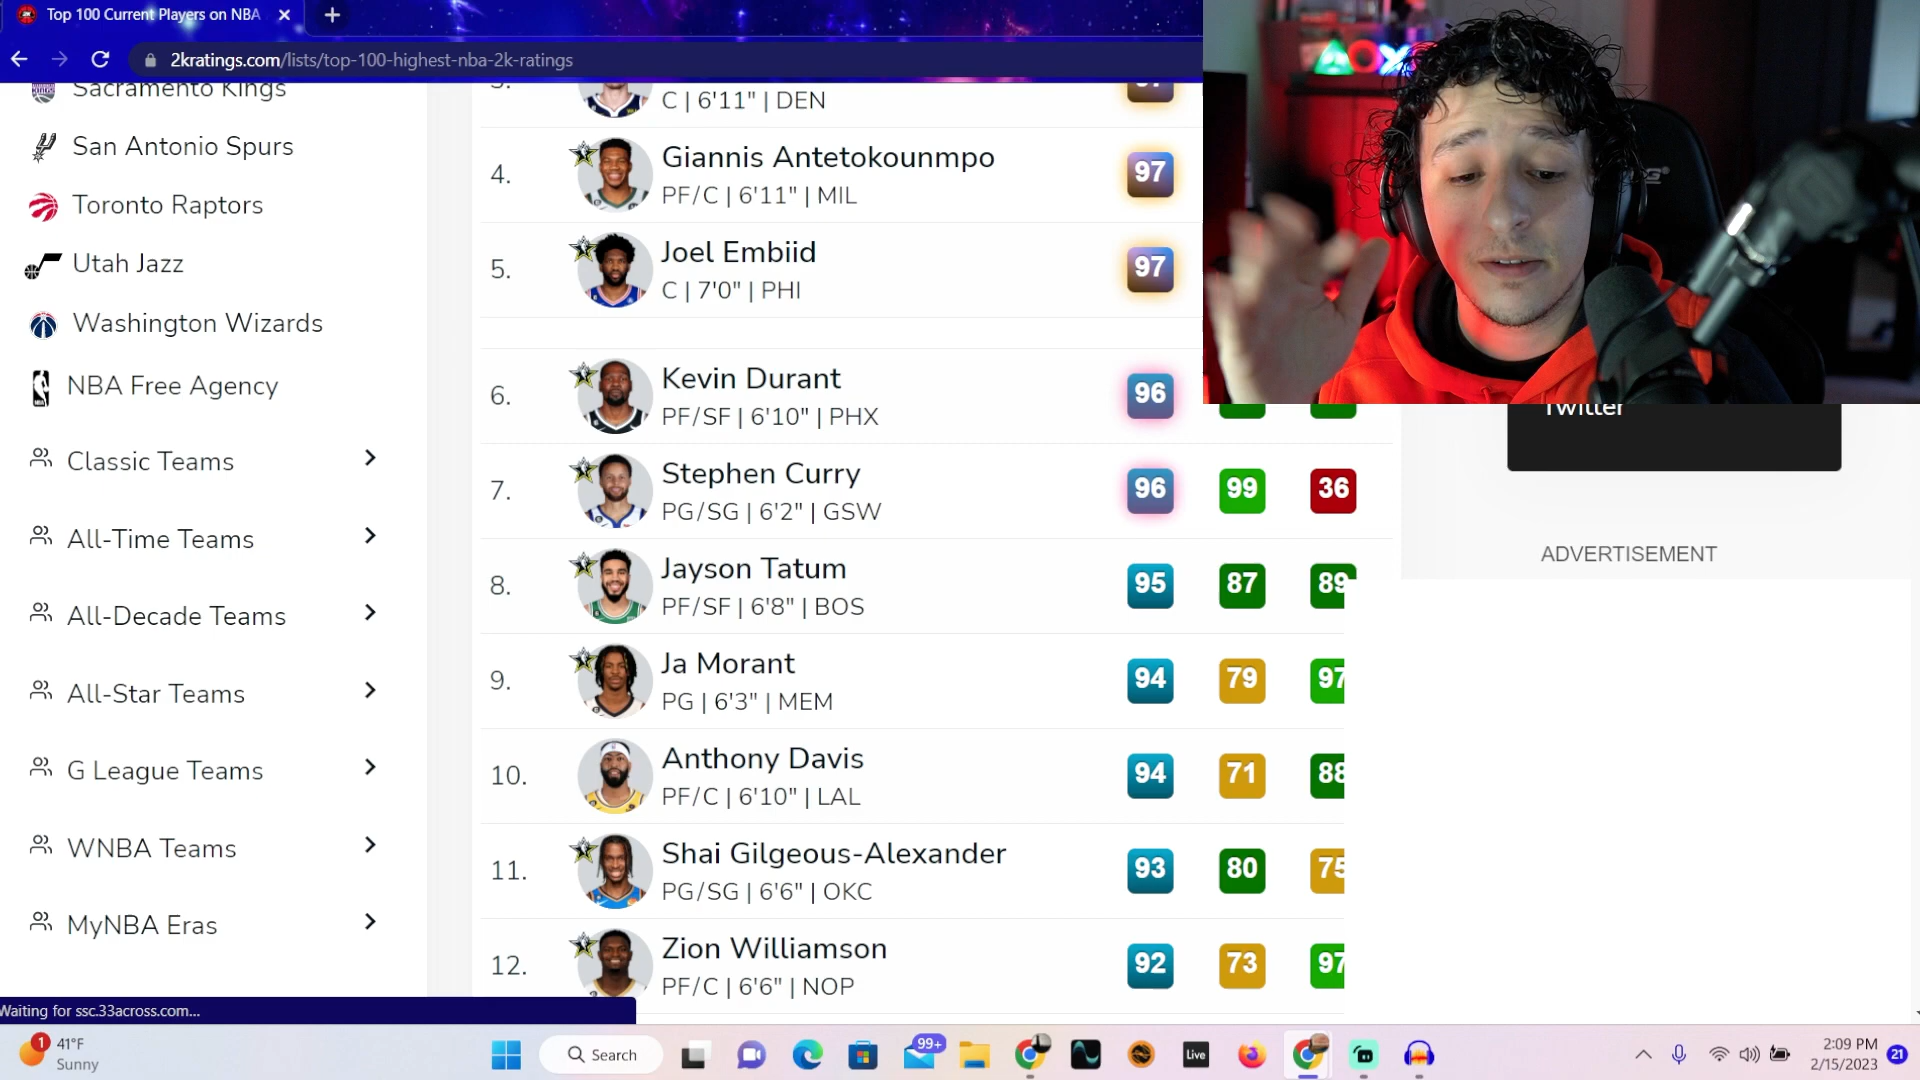 Top 100 Current Players on NBA
2kratings.com/lists/top-100-highest-nba-2k-ratings
Sacramento Kings
San Antonio Spurs
Toronto Raptors
Utah Jazz
Washington Wizards
NBA Free Agency
Classic Teams
All-Time Teams
All-Decade Teams
All-Star Teams
G League Teams
WNBA Teams
MyNBA Eras
C | 6'11" | DEN
4. Giannis Antetokounmpo 97
PF/C | 6'11" | MIL
5. Joel Embiid 97
C | 7'0" | PHI
6. Kevin Durant 96
PF/SF | 6'10" | PHX
7. Stephen Curry 96 99 36
PG/SG | 6'2" | GSW
8. Jayson Tatum 95 87 89
PF/SF | 6'8" | BOS
9. Ja Morant 94 79 97
PG | 6'3" | MEM
10. Anthony Davis 94 71 88
PF/C | 6'10" | LAL
11. Shai Gilgeous-Alexander 93 80 75
PG/SG | 6'6" | OKC
12. Zion Williamson 92 73 97
PF/C | 6'6" | NOP
Twitter
ADVERTISEMENT
Waiting for ssc.33across.com...
1
41°F
Sunny
Search
99+
Live
2:09 PM
2/15/2023
21